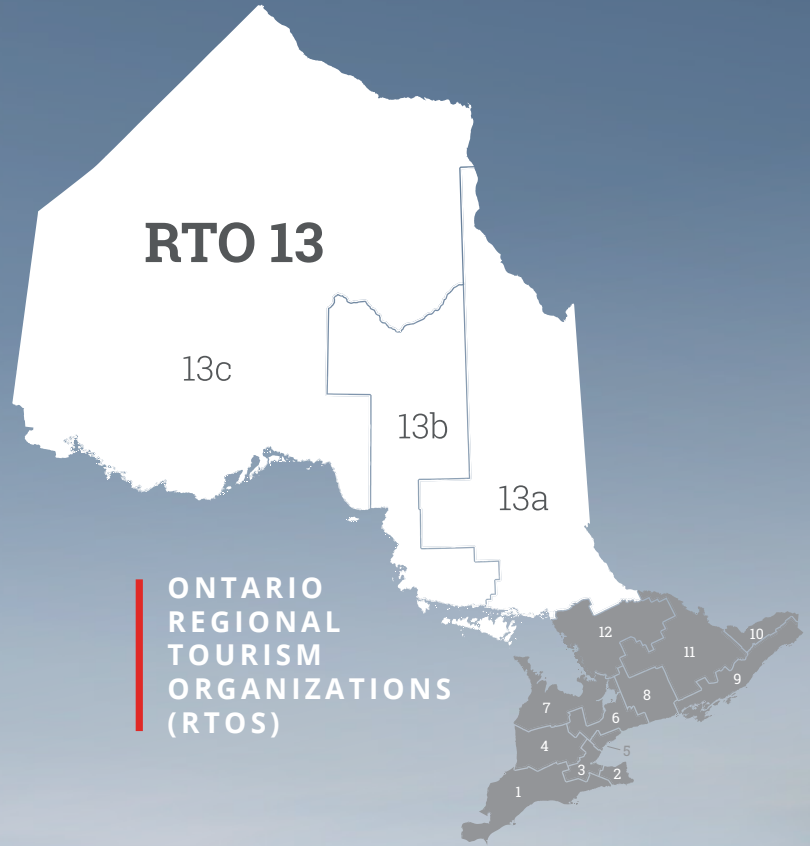 RTO 13
13c
13b
13a
ONTARIO
REGIONAL
TOURISM
ORGANIZATIONS
(RTOS)
12
10
11
9
8
7
6
5
4
3
2
1